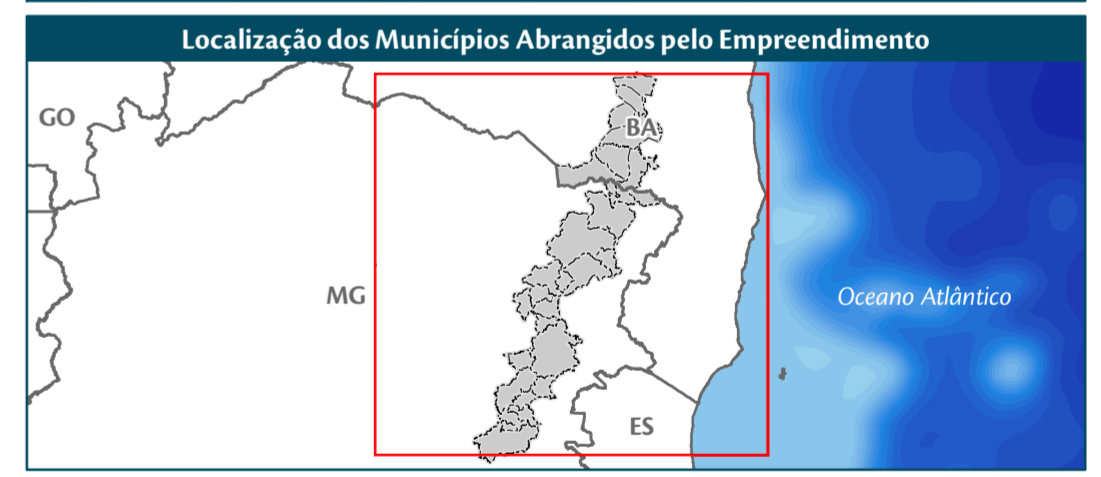 Localização dos Municípios Abrangidos pelo Empreendimento
GO
BA
MG
Oceano Atlântico
ES